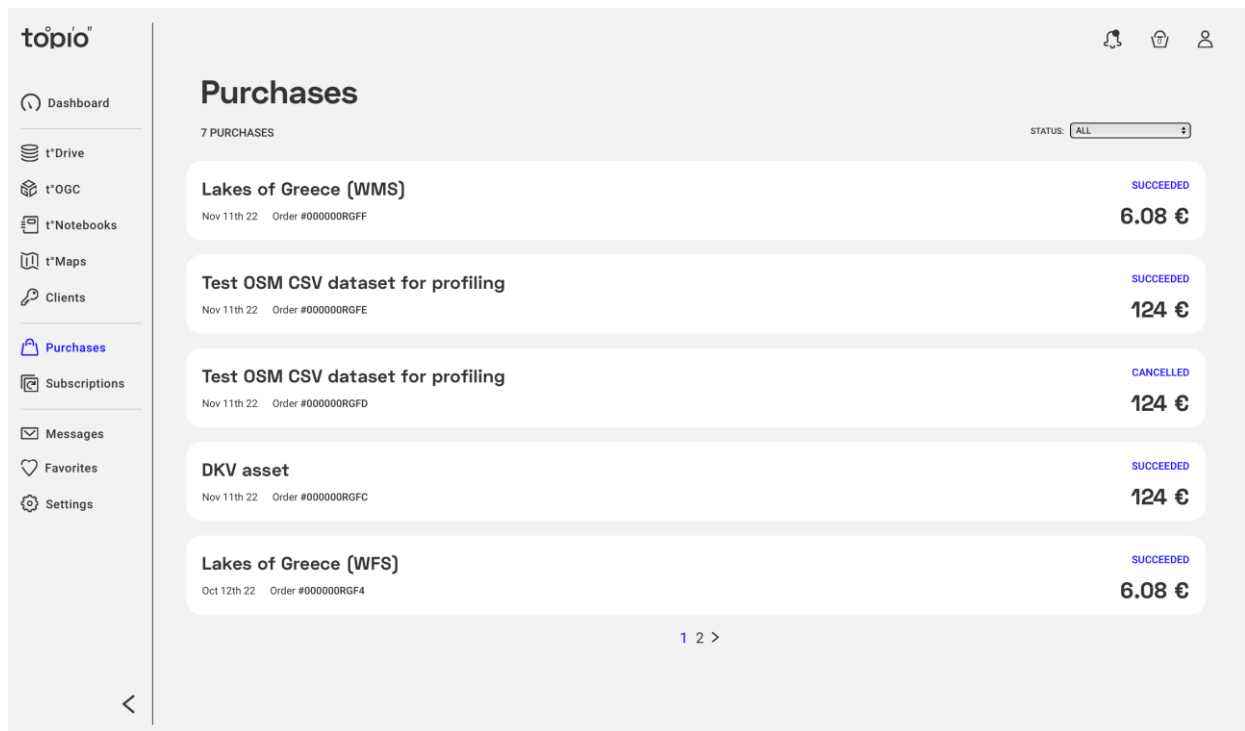 topio
Dashboard
t°Drive
t°OGC
t°Notebooks
t°Maps
Clients
Purchases
Subscriptions
Messages
Favorites
Settings
0
Purchases
7 PURCHASES
STATUS: ALL
Lakes of Greece (WMS)
SUCCEEDED
Nov 11th 22 Order #000000RGFF
6.08 €
Test OSM CSV dataset for profiling
SUCCEEDED
Nov 11th 22 Order #000000RGFE
124 €
Test OSM CSV dataset for profiling
CANCELLED
Nov 11th 22 Order #000000RGFD
124 €
DKV asset
SUCCEEDED
Nov 11th 22 Order #000000RGFC
124 €
Lakes of Greece (WFS)
SUCCEEDED
Oct 12th 22 Order #000000RGF4
6.08 €
1 2 >